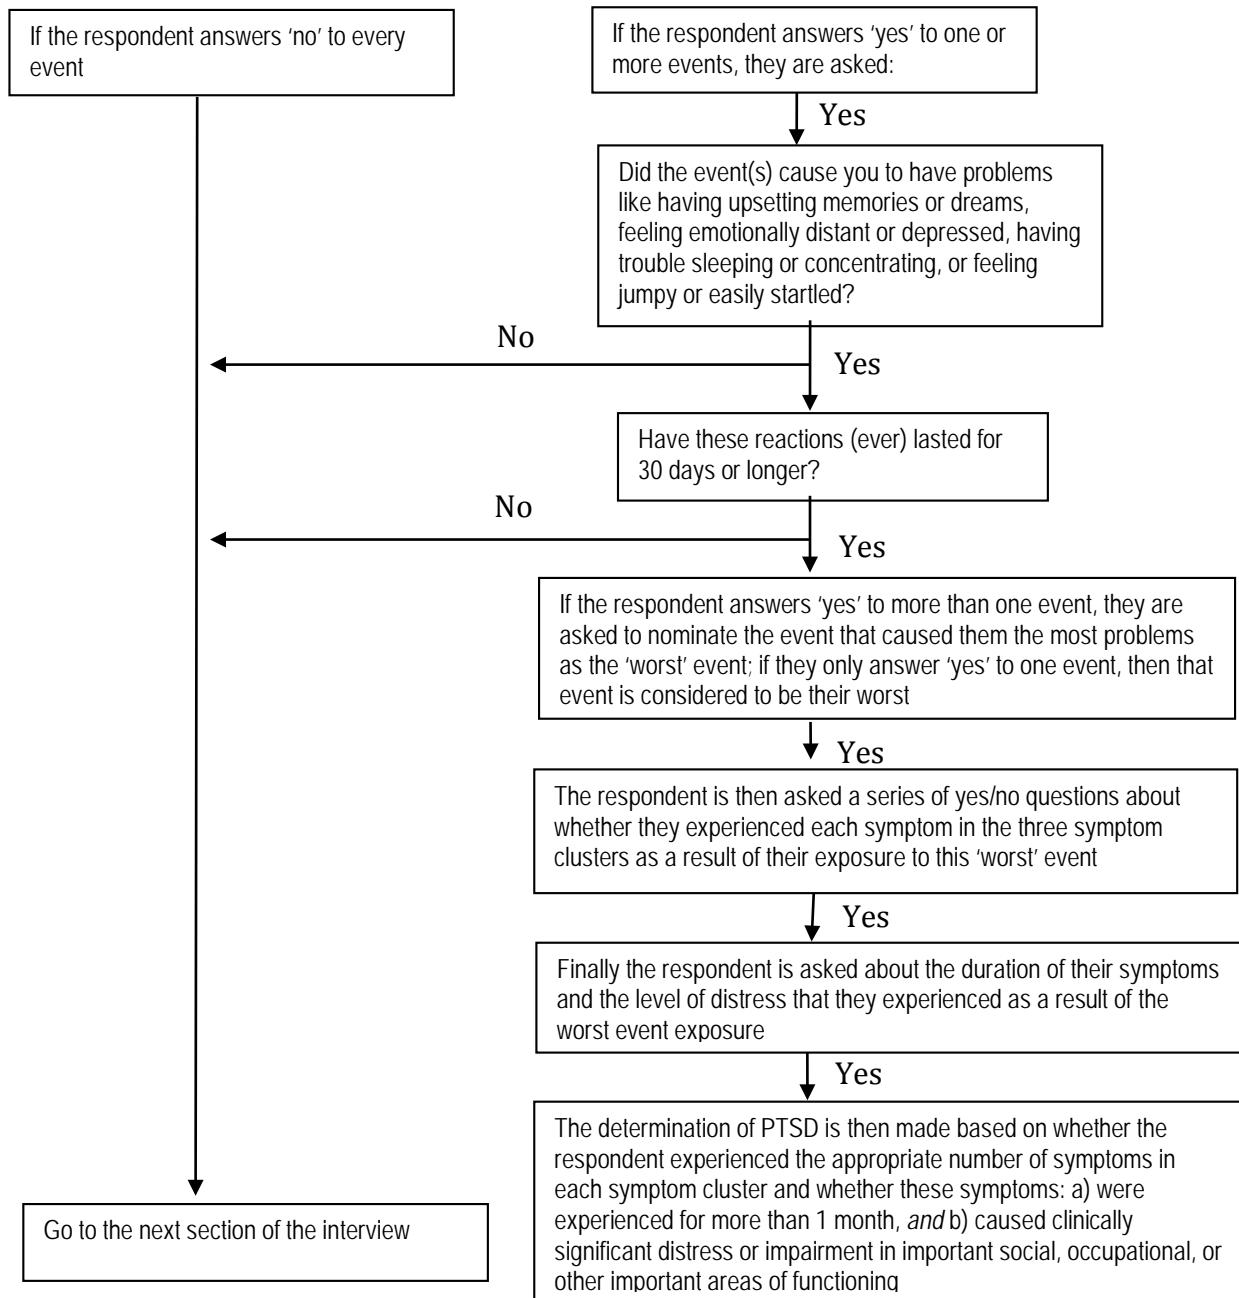 If the respondent answers ‘no’ to every
event
If the respondent answers ‘yes’ to one or
more events, they are asked:
Yes
Did the event(s) cause you to have problems
like having upsetting memories or dreams,
feeling emotionally distant or depressed, having
trouble sleeping or concentrating, or feeling
jumpy or easily startled?
No
Yes
Have these reactions (ever) lasted for
30 days or longer?
No
Yes
If the respondent answers ‘yes’ to more than one event, they are
asked to nominate the event that caused them the most problems
as the ‘worst’ event; if they only answer ‘yes’ to one event, then that
event is considered to be their worst
Yes
The respondent is then asked a series of yes/no questions about
whether they experienced each symptom in the three symptom
clusters as a result of their exposure to this ‘worst’ event
Yes
Finally the respondent is asked about the duration of their symptoms
and the level of distress that they experienced as a result of the
worst event exposure
Yes
The determination of PTSD is then made based on whether the
respondent experienced the appropriate number of symptoms in
each symptom cluster and whether these symptoms: a) were
experienced for more than 1 month, and b) caused clinically
significant distress or impairment in important social, occupational, or
other important areas of functioning
Go to the next section of the interview